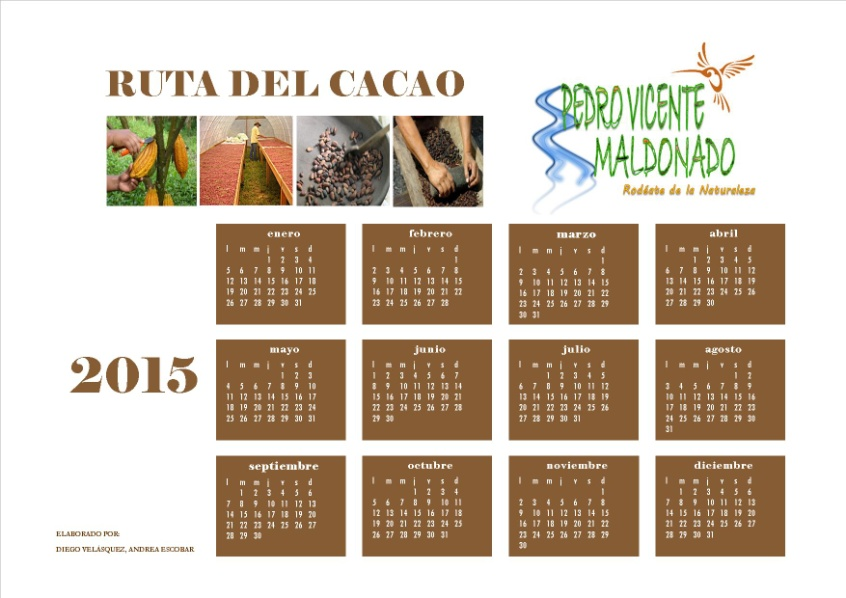 RUTA DEL CACAO
PEDRO VICENTE
MALDONADO
Rodéate de la Naturaleza
enero
l m m j v s d
1 2 3 4
5 6 7 8 9 10 11
12 13 14 15 16 17 18
19 20 21 22 23 24 25
26 27 28 29 30 31
febrero
l m m j v s d
1
2 3 4 5 6 7 8
9 10 11 12 13 14 15
16 17 18 19 20 21 22
23 24 25 26 27 28
marzo
l m m j v s d
1
2 3 4 5 6 7 8
9 10 11 12 13 14 15
16 17 18 19 20 21 22
23 24 25 26 27 28 29
30 31
abril
l m m j v s d
1 2 3 4 5
6 7 8 9 10 11 12
13 14 15 16 17 18 19
20 21 22 23 24 25 26
27 28 29 30
2015
mayo
l m m j v s d
1 2 3
4 5 6 7 8 9 10
11 12 13 14 15 16 17
18 19 20 21 22 23 24
25 26 27 28 29 30 31
junio
l m m j v s d
1 2 3 4 5 6 7
8 9 10 11 12 13 14
15 16 17 18 19 20 21
22 23 24 25 26 27 28
29 30
julio
l m m j v s d
1 2 3 4 5
6 7 8 9 10 11 12
13 14 15 16 17 18 19
20 21 22 23 24 25 26
27 28 29 30 31
agosto
l m m j v s d
1 2
3 4 5 6 7 8 9
10 11 12 13 14 15 16
17 18 19 20 21 22 23
24 25 26 27 28 29 30
31
septiembre
l m m j v s d
1 2 3 4 5 6
7 8 9 10 11 12 13
14 15 16 17 18 19 20
21 22 23 24 25 26 27
28 29 30
octubre
l m m j v s d
1 2 3 4
5 6 7 8 9 10 11
12 13 14 15 16 17 18
19 20 21 22 23 24 25
26 27 28 29 30 31
noviembre
l m m j v s d
1
2 3 4 5 6 7 8
9 10 11 12 13 14 15
16 17 18 19 20 21 22
23 24 25 26 27 28 29
30
diciembre
l m m j v s d
1 2 3 4 5 6
7 8 9 10 11 12 13
14 15 16 17 18 19 20
21 22 23 24 25 26 27
28 29 30 31
ELABORADO POR:
DIEGO VELÁSQUEZ, ANDREA ESCOBAR